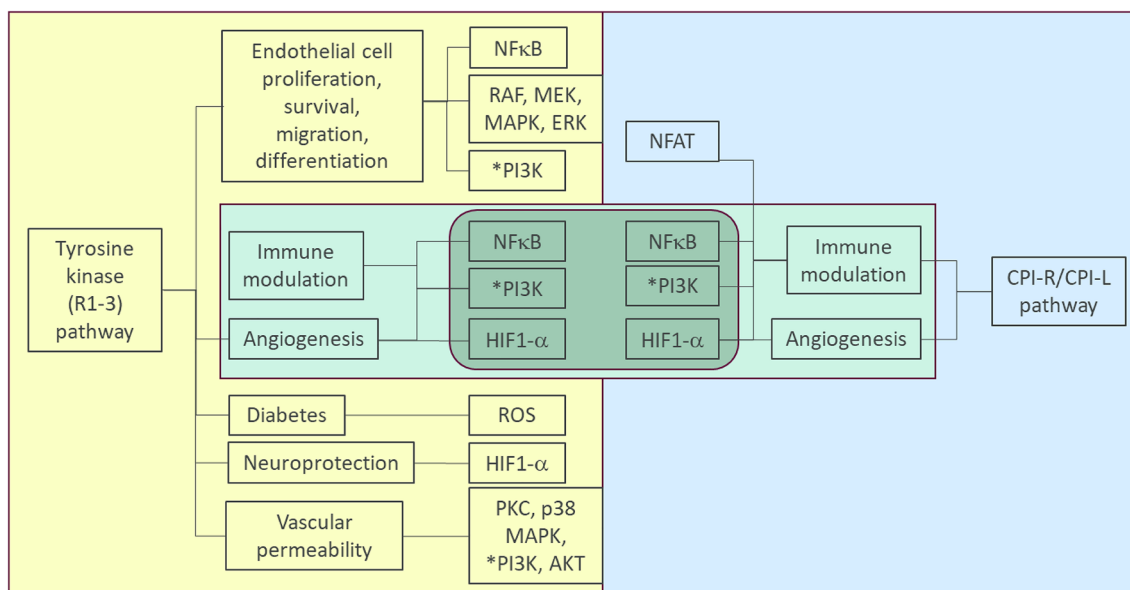 Endothelial cell
proliferation,
survival,
migration,
differentiation
NFκB
RAF, MEK,
MAPK, ERK
*PI3K
NFAT
Tyrosine
kinase
(R1-3)
pathway
Immune
modulation
Angiogenesis
NFκB
*PI3K
HIF1-α
NFκB
*PI3K
HIF1-α
Immune
modulation
Angiogenesis
CPI-R/CPI-L
pathway
Diabetes
ROS
Neuroprotection
HIF1-α
Vascular
permeability
PKC, p38
MAPK,
*PI3K, AKT